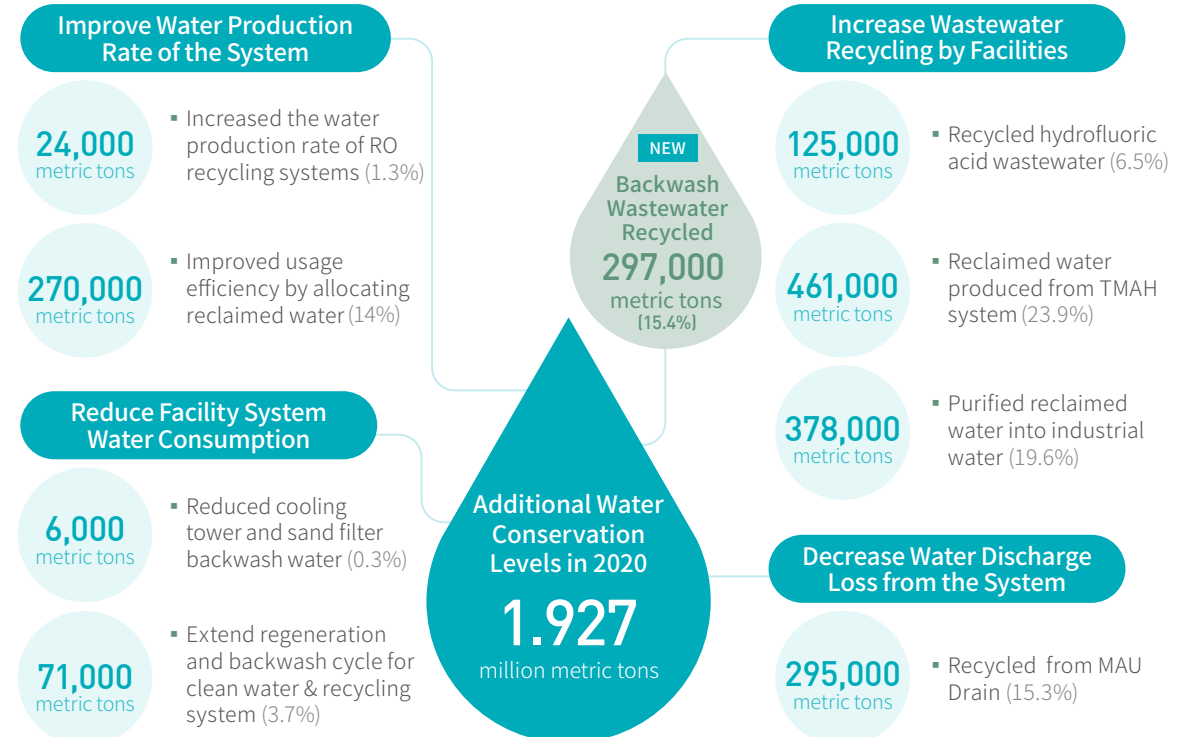 Improve Water Production
Rate of the System
24,000
metric tons
▪ Increased the water
production rate of RO
recycling systems (1.3%)
270,000
metric tons
▪ Improved usage
efficiency by allocating
reclaimed water (14%)
Reduce Facility System
Water Consumption
6,000
metric tons
▪ Reduced cooling
tower and sand filter
backwash water (0.3%)
71,000
metric tons
▪ Extend regeneration
and backwash cycle for
clean water & recycling
system (3.7%)
NEW
Backwash
Wastewater
Recycled
297,000
metric tons
(15.4%)
Additional Water
Conservation
Levels in 2020
1.927
million metric tons
Increase Wastewater
Recycling by Facilities
125,000
metric tons
▪ Recycled hydrofluoric
acid wastewater (6.5%)
461,000
metric tons
▪ Reclaimed water
produced from TMAH
system (23.9%)
378,000
metric tons
▪ Purified reclaimed
water into industrial
water (19.6%)
Decrease Water Discharge
Loss from the System
295,000
metric tons
▪ Recycled from MAU
Drain (15.3%)